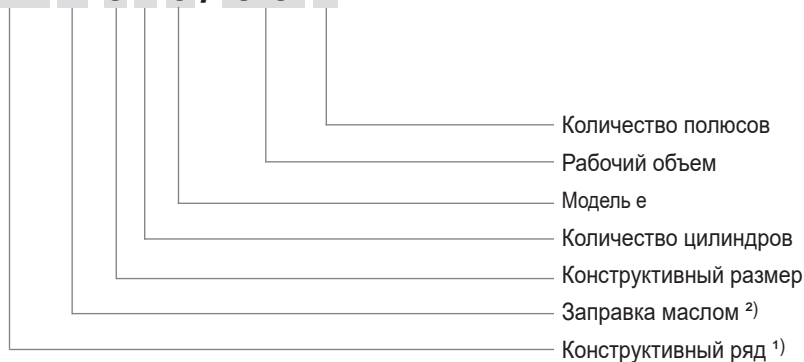 Количество полюсов
Рабочий объем
Модель e
Количество цилиндров
Конструктивный размер
Заправка маслом ²⁾
Конструктивный ряд ¹⁾